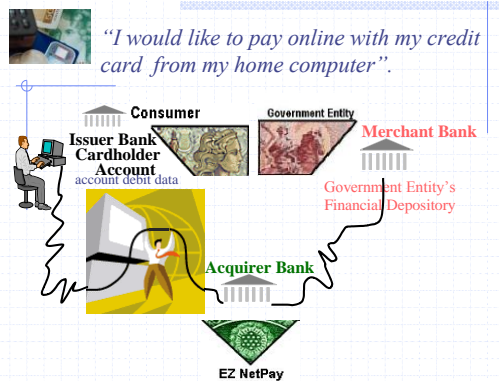 “I would like to pay online with my credit
card from my home computer”.
Consumer
Government Entity
Issuer Bank
Cardholder
Account
account debit data
Merchant Bank
Government Entity’s
Financial Depository
Acquirer Bank
EZ NetPay